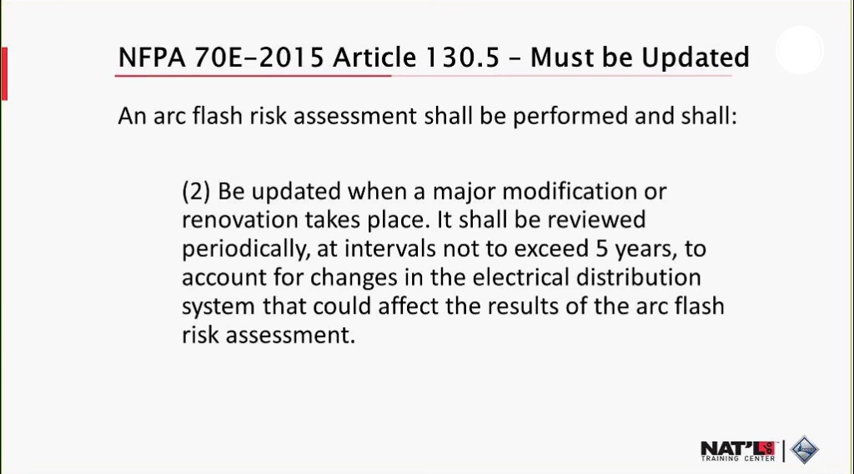 NFPA 70E–2015 Article 130.5 – Must be Updated
An arc flash risk assessment shall be performed and shall:
(2) Be updated when a major modification or
renovation takes place. It shall be reviewed
periodically, at intervals not to exceed 5 years, to
account for changes in the electrical distribution
system that could affect the results of the arc flash
risk assessment.
NAT'L
TRAINING CENTER